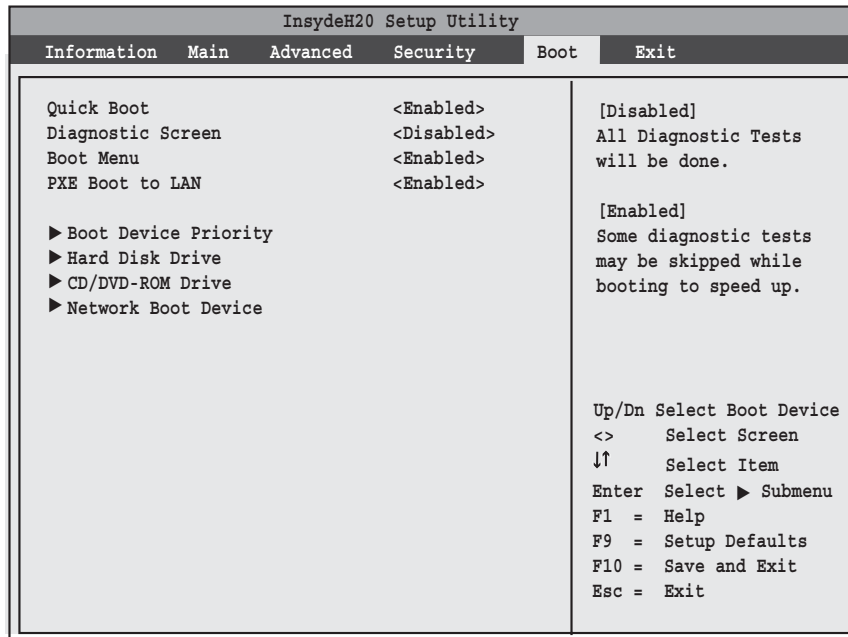 InsydeH20 Setup Utility
Information Main Advanced Security Boot Exit
Quick Boot <Enabled>
Diagnostic Screen <Disabled>
Boot Menu <Enabled>
PXE Boot to LAN <Enabled>
▶ Boot Device Priority
▶ Hard Disk Drive
▶ CD/DVD-ROM Drive
▶ Network Boot Device
[Disabled]
All Diagnostic Tests
will be done.
[Enabled]
Some diagnostic tests
may be skipped while
booting to speed up.
Up/Dn Select Boot Device
<> Select Screen
↓↑ Select Item
Enter Select ▶ Submenu
F1 = Help
F9 = Setup Defaults
F10 = Save and Exit
Esc = Exit